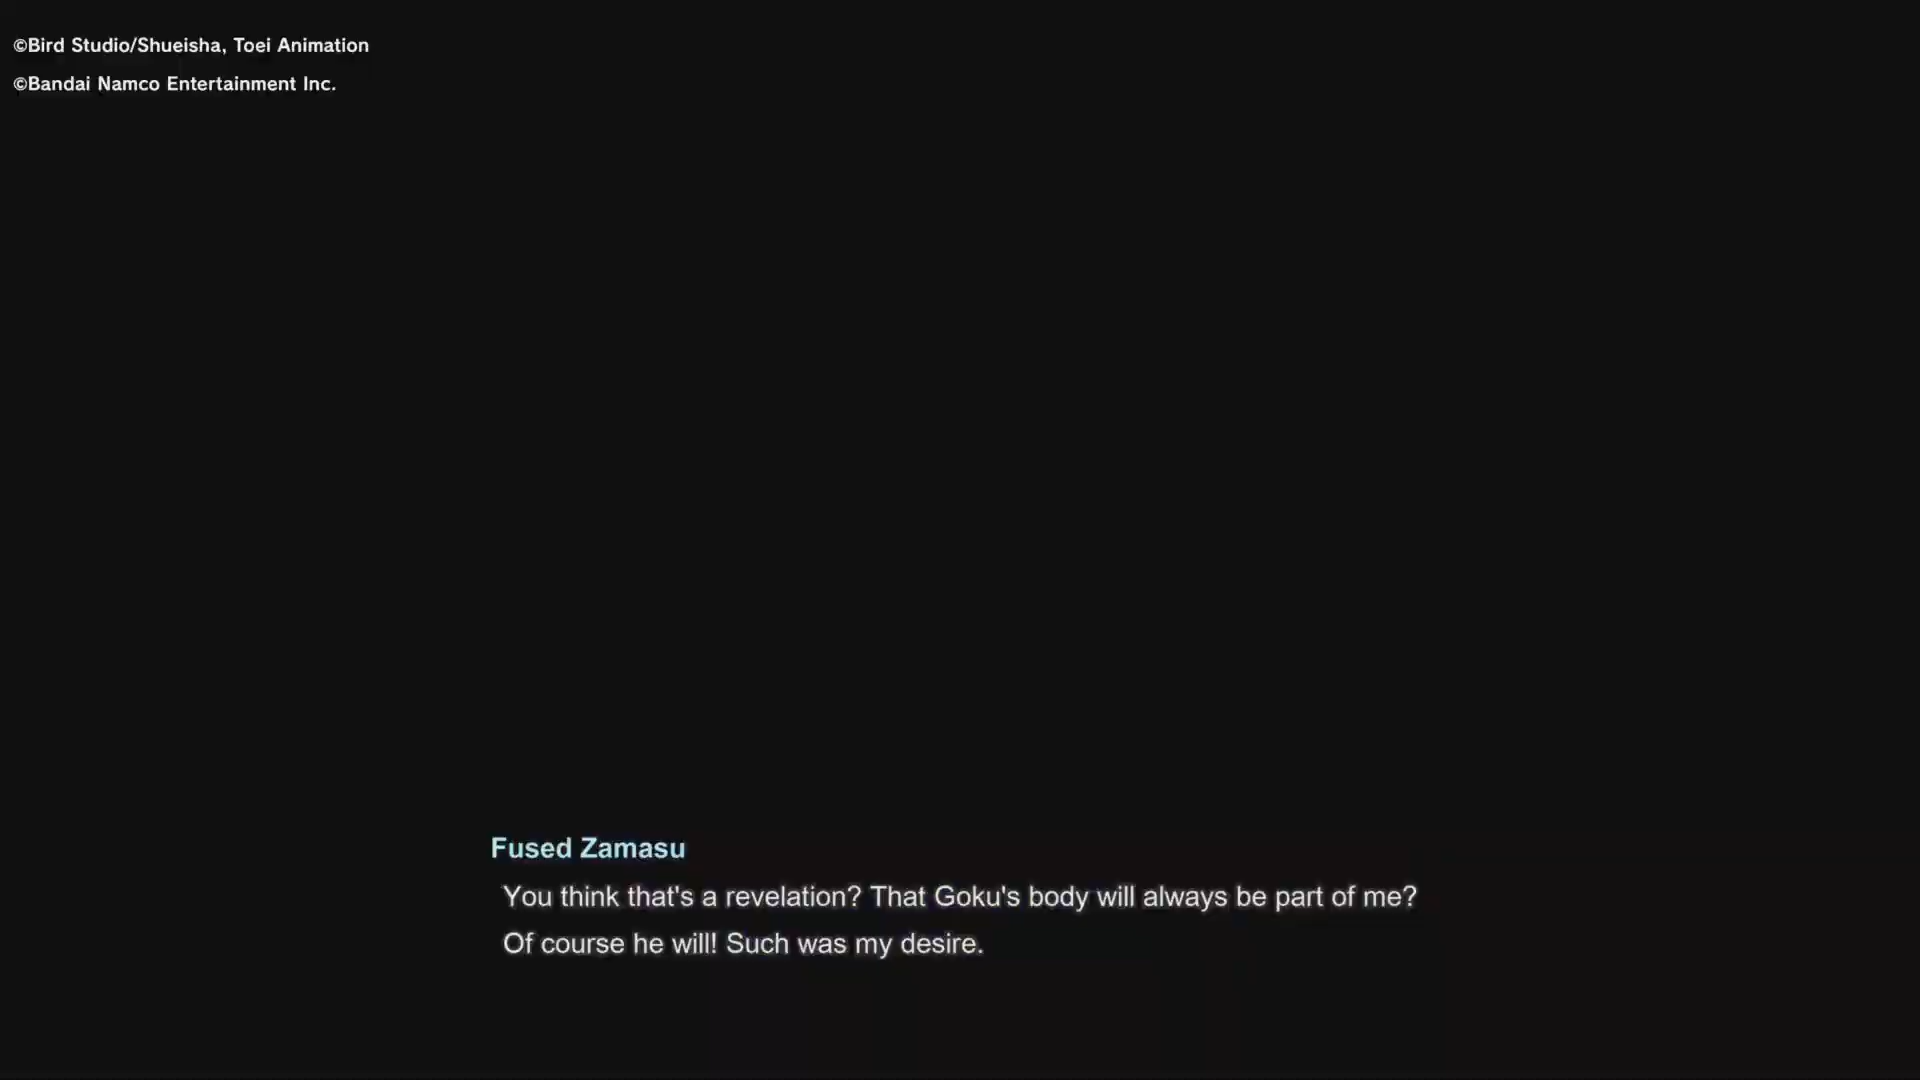 ©Bird Studio/Shueisha, Toei Animation
©Bandai Namco Entertainment Inc.
Fused Zamasu
You think that's a revelation? That Goku's body will always be part of me?
Of course he will! Such was my desire.